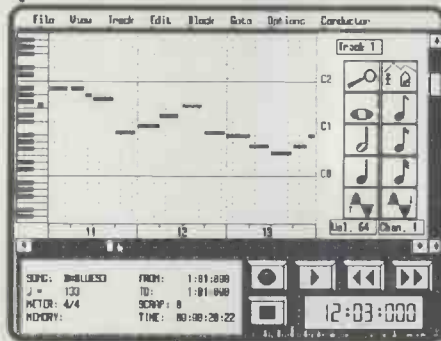 File View Track Edit Block Goto Options Conductor
Track 1
C2
C1
C0
11 12 13
Vel. 64 Chan. 1
SONG: B#BLUES3 FROM: 1:01:000
♩ = 133 TO: 1:01:000
METER: 4/4 SCRAP: 0
MEMORY: TIME: 00:00:20:22
12:03:000